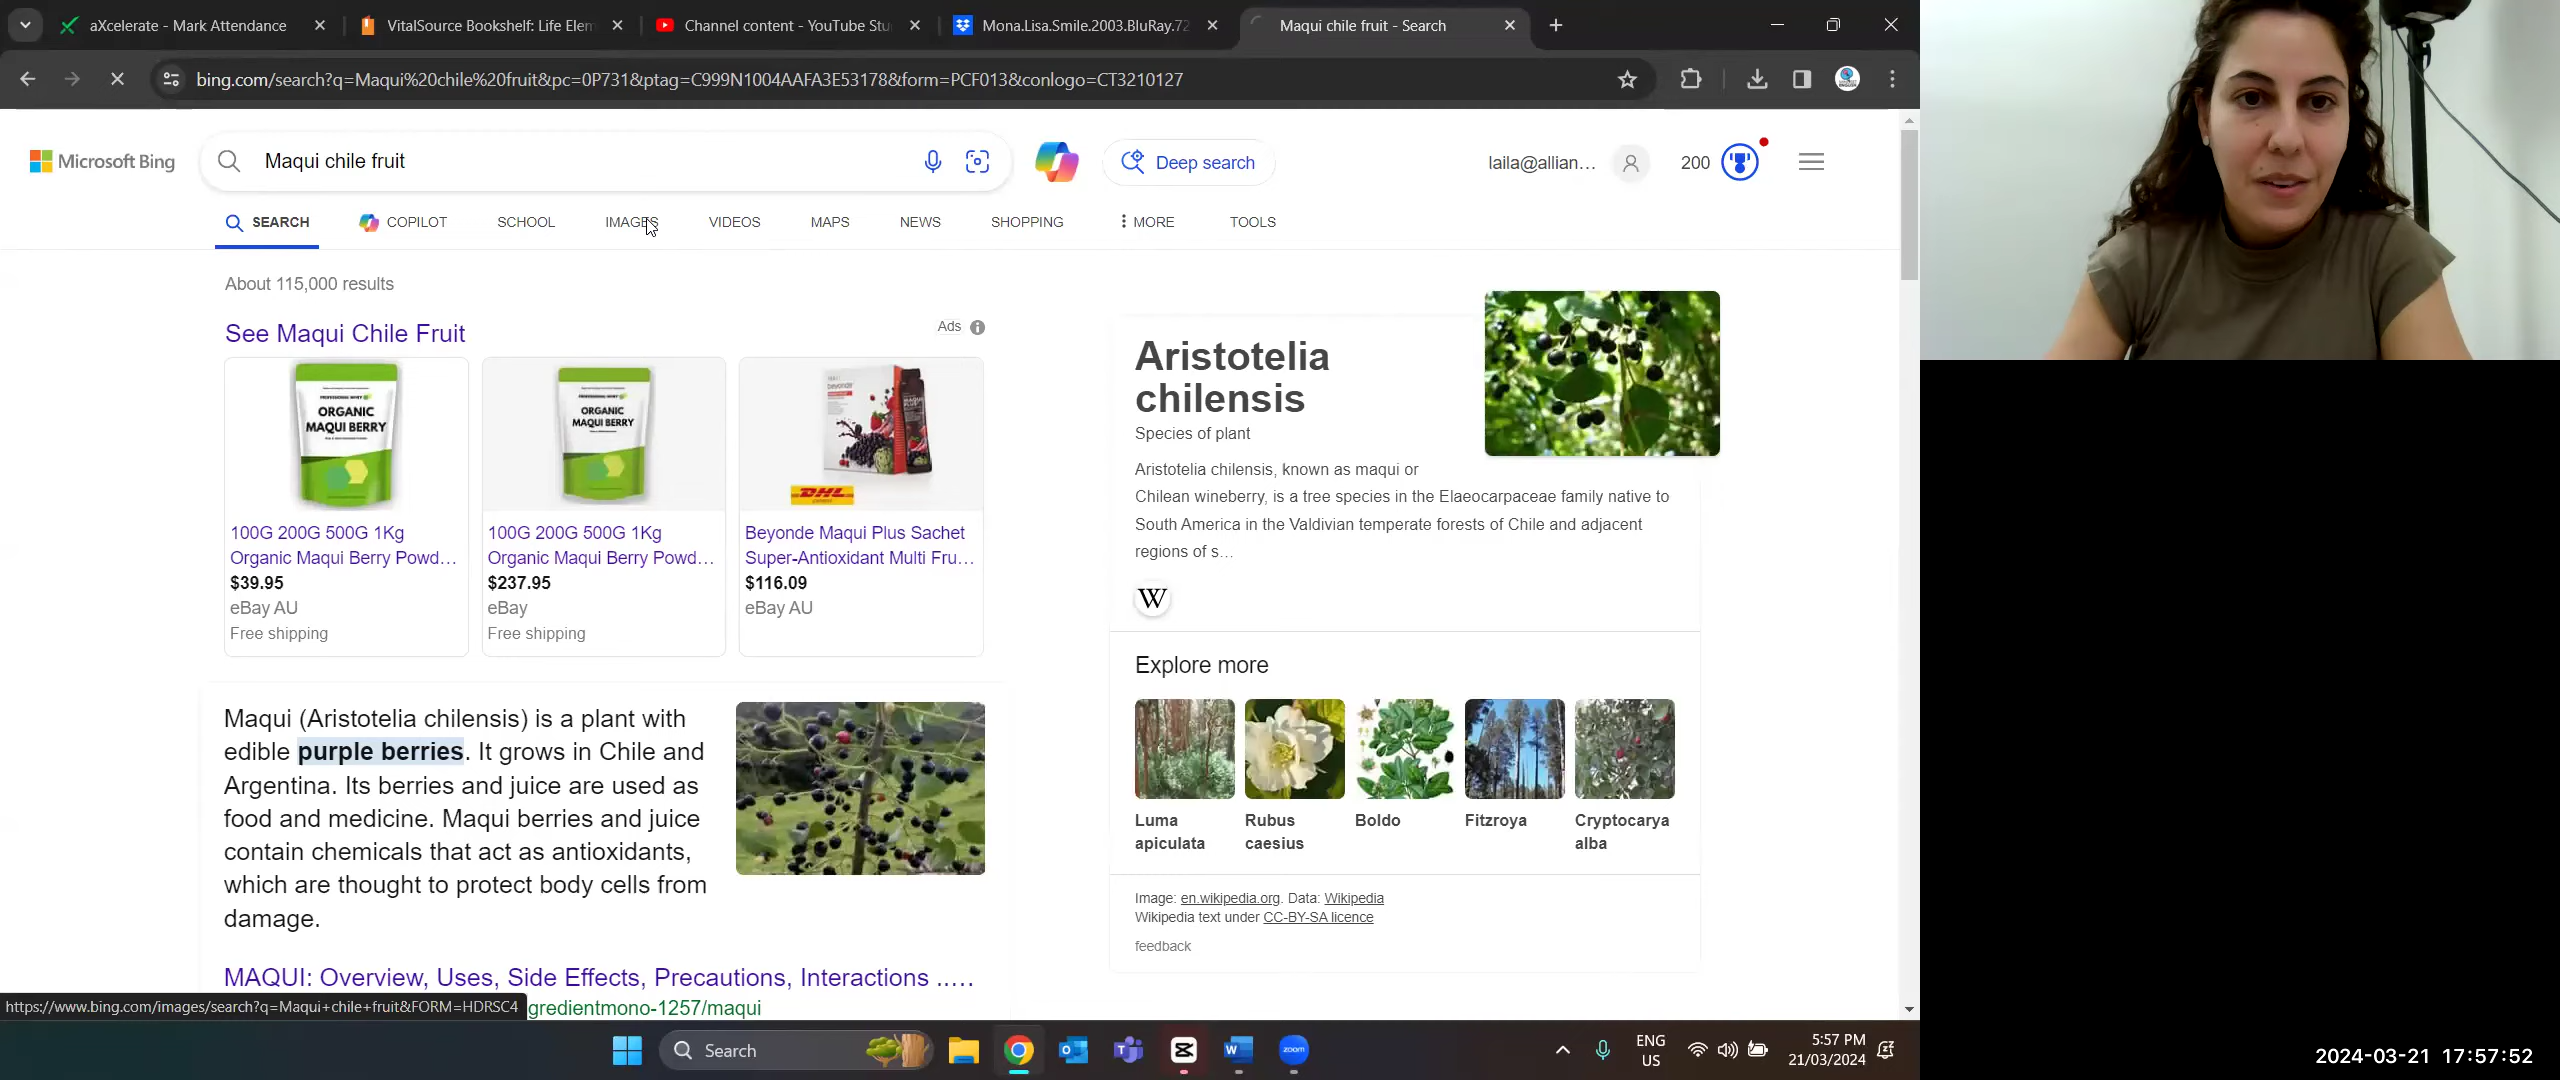 aXcelerate - Mark Attendance
VitalSource Bookshelf: Life Elem
Channel content - YouTube Stu
Mona.Lisa.Smile.2003.BluRay.72
Maqui chile fruit - Search
bing.com/search?q=Maqui%20chile%20fruit&pc=0P731&ptag=C999N1004AAFA3E53178&form=PCF013&conlogo=CT3210127
Microsoft Bing
Maqui chile fruit
Deep search
laila@allian...
200
SEARCH
COPILOT
SCHOOL
IMAGES
VIDEOS
MAPS
NEWS
SHOPPING
MORE
TOOLS
About 115,000 results
See Maqui Chile Fruit
Ads
ORGANIC
MAQUI BERRY
ORGANIC
MAQUI BERRY
DHL
100G 200G 500G 1Kg
Organic Maqui Berry Powd...
$39.95
eBay AU
Free shipping
100G 200G 500G 1Kg
Organic Maqui Berry Powd...
$237.95
eBay
Free shipping
Beyonde Maqui Plus Sachet
Super-Antioxidant Multi Fru...
$116.09
eBay AU
Maqui (Aristotelia chilensis) is a plant with
edible purple berries. It grows in Chile and
Argentina. Its berries and juice are used as
food and medicine. Maqui berries and juice
contain chemicals that act as antioxidants,
which are thought to protect body cells from
damage.
MAQUI: Overview, Uses, Side Effects, Precautions, Interactions .....
gredientmono-1257/maqui
https://www.bing.com/images/search?q=Maqui+chile+fruit&FORM=HDRSC4
Aristotelia
chilensis
Species of plant
Aristotelia chilensis, known as maqui or
Chilean wineberry, is a tree species in the Elaeocarpaceae family native to
South America in the Valdivian temperate forests of Chile and adjacent
regions of s...
W
Explore more
Luma
apiculata
Rubus
caesius
Boldo
Fitzroya
Cryptocarya
alba
Image: en.wikipedia.org. Data: Wikipedia
Wikipedia text under CC-BY-SA licence
feedback
Search
zoom
ENG
US
5:57 PM
21/03/2024
2024-03-21 17:57:52